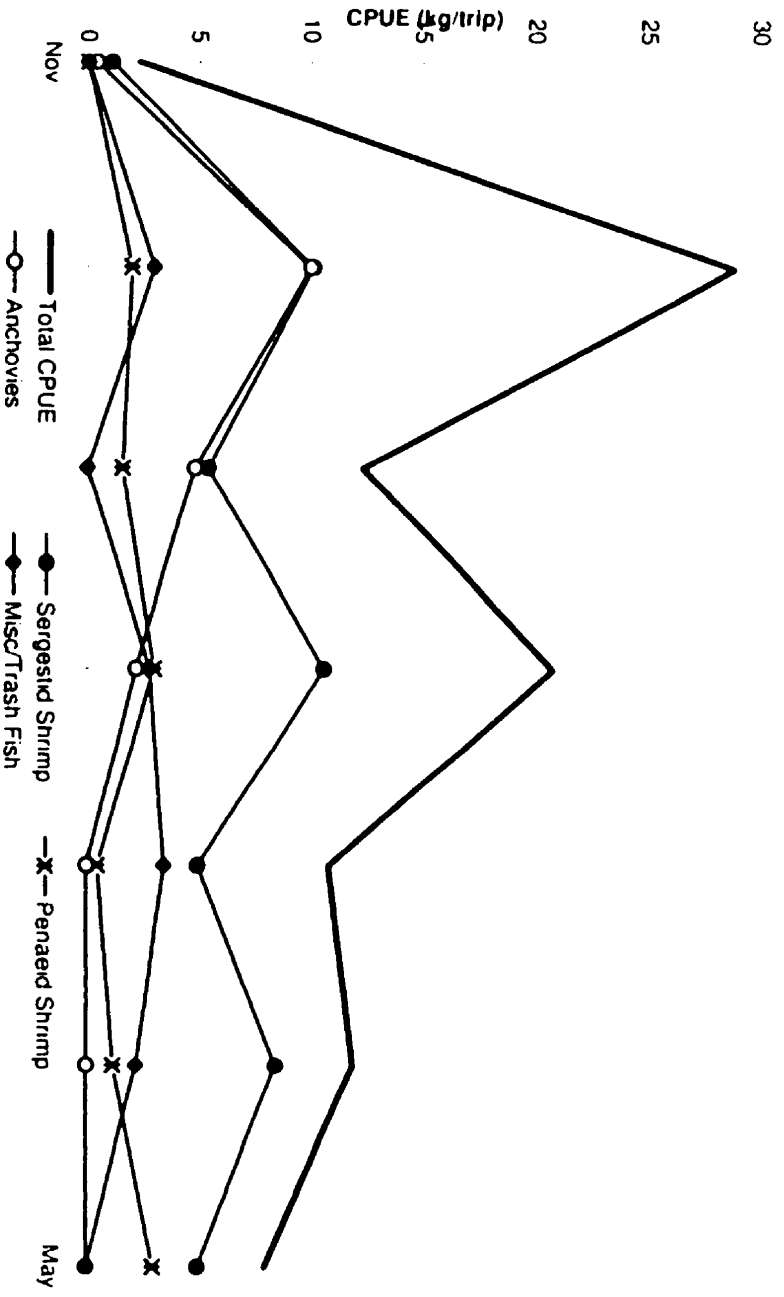 CPUE (kg/trip)
30
25
20
15
10
5
0
Nov
May
Total CPUE
Sergestid Shrimp
Penaeid Shrimp
Anchovies
Misc/Trash Fish